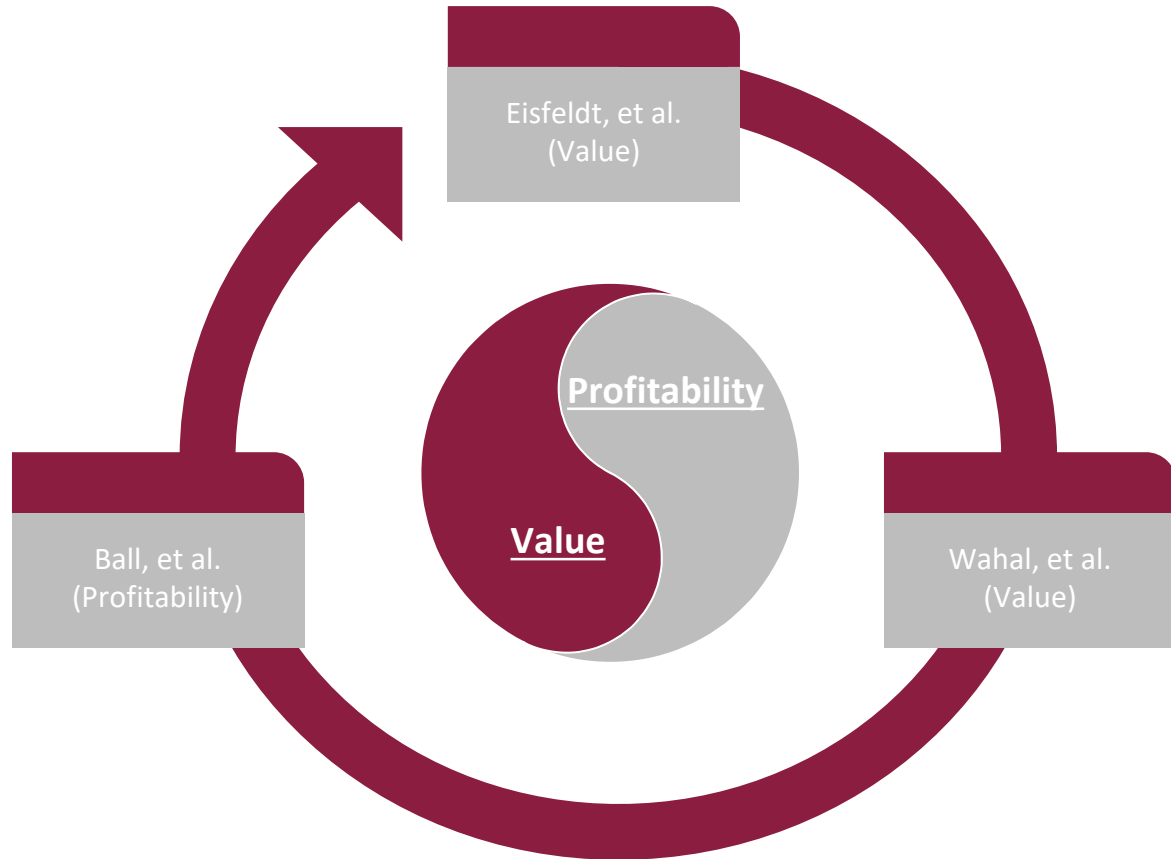 Eisfeldt, et al.
(Value)
Profitability
Value
Ball, et al.
(Profitability)
Wahal, et al.
(Value)